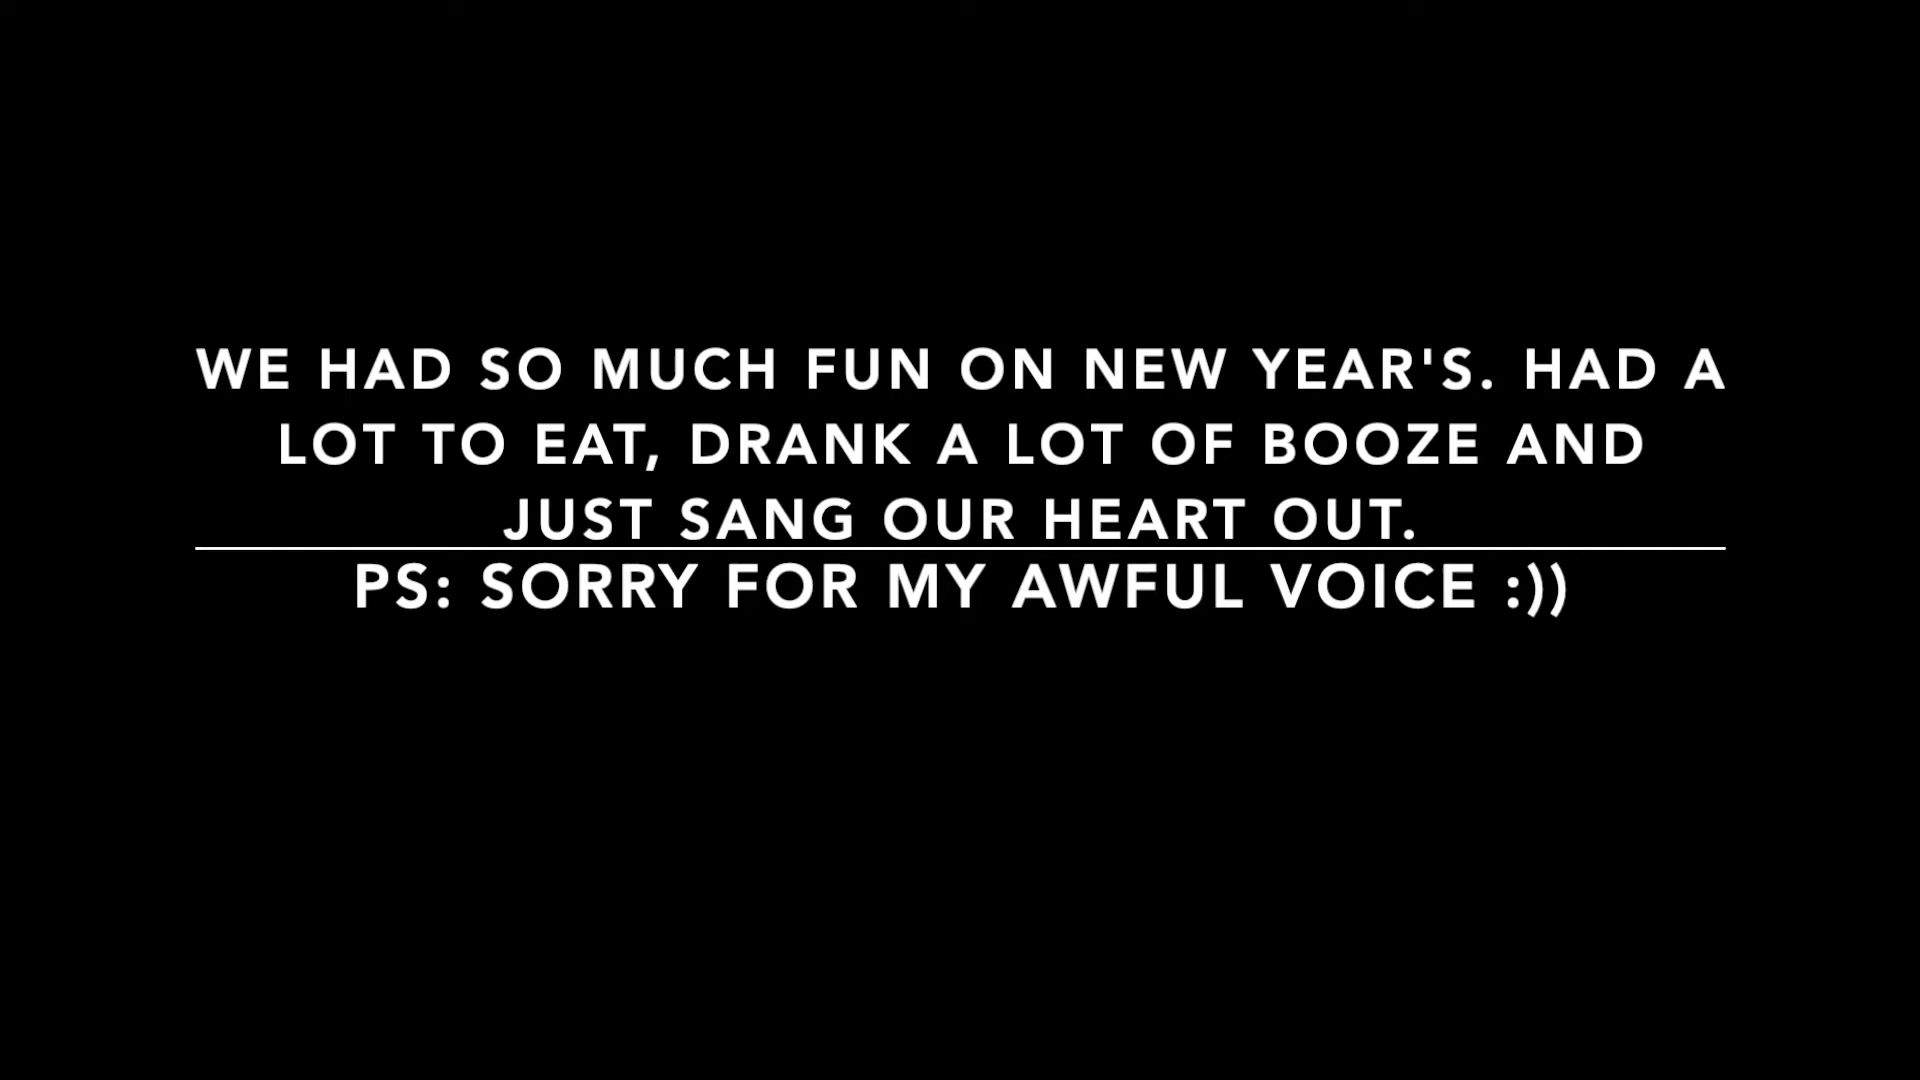 WE HAD SO MUCH FUN ON NEW YEAR'S. HAD A
LOT TO EAT, DRANK A LOT OF BOOZE AND
JUST SANG OUR HEART OUT.
PS: SORRY FOR MY AWFUL VOICE :))